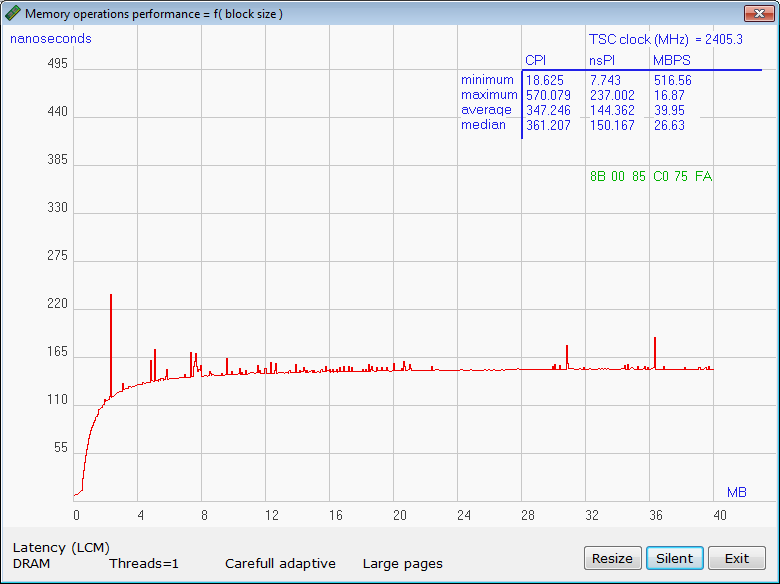 Memory operations performance = f( block size )
nanoseconds
TSC clock (MHz) = 2405.3
CPI nsPI MBPS
minimum 18.625 7.743 516.56
maximum 570.079 237.002 16.87
average 347.246 144.362 39.95
median 361.207 150.167 26.63
8B 00 85 C0 75 FA
495
440
385
330
275
220
165
110
55
MB
0 4 8 12 16 20 24 28 32 36 40
Latency (LCM)
DRAM Threads=1 Carefull adaptive Large pages
Resize Silent Exit